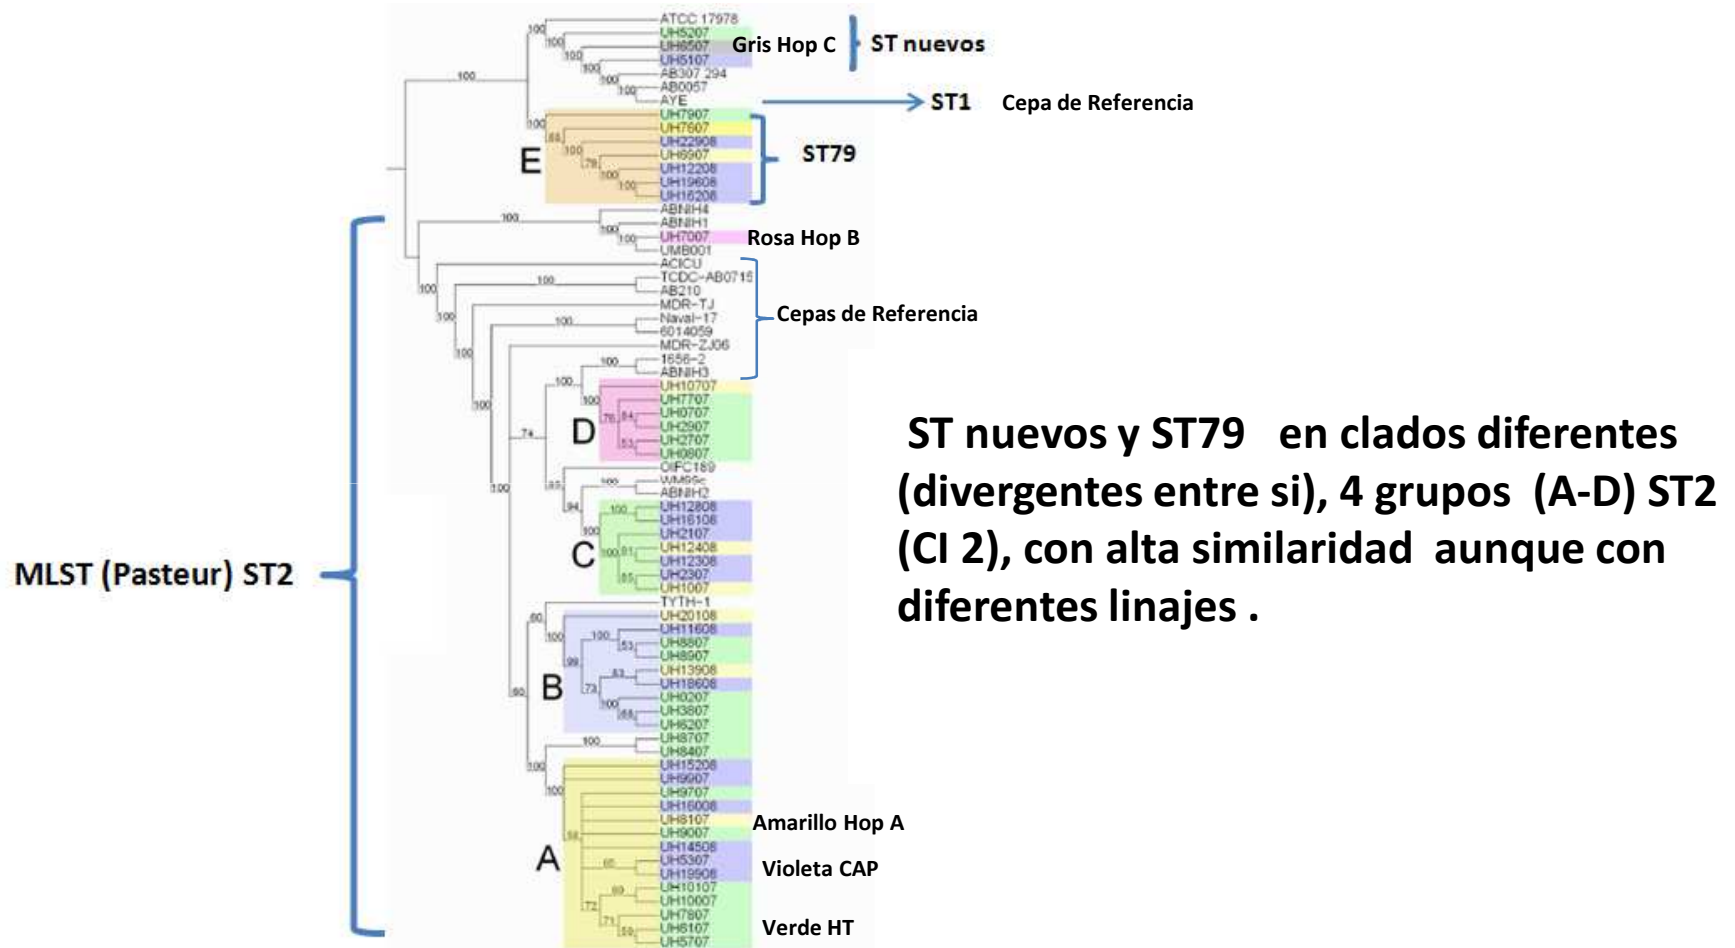 ATCC 17978
UH5207
UH6507 Gris Hop C ST nuevos
UH5107
AB307 294
AB0057
AYE ST1 Cepa de Referencia
UH7907
UH7607
UH22908
UH6907 ST79
UH12208
UH19608
UH16208
E
ABNIH4
ABNIH1
UH7007 Rosa Hop B
UMB001
ACICU
TCDC-AB0715
AB210
MDR-TJ Cepas de Referencia
Naval-17
6014059
MDR-ZJ06
1656-2
ABNIH3
UH10707
UH7707
UH0707
UH2907
UH2707
UH0807
D
OIFC189
WM99c
ABNIH2
UH12808
UH16108
UH2107
UH12408
UH12308
UH2307
UH1007
C
MLST (Pasteur) ST2
TYTH-1
UH20108
UH11608
UH8807
UH8907
UH13908
UH18608
UH0207
UH3807
UH6207
B
UH8707
UH8407
UH15208
UH9907
UH9707
UH16008
UH8107 Amarillo Hop A
UH9007
UH14508
UH5307 Violeta CAP
UH19908
UH10107
UH10007
UH7807
UH6107 Verde HT
UH5707
A
ST nuevos y ST79 en clados diferentes
(divergentes entre si), 4 grupos (A-D) ST2
(CI 2), con alta similaridad aunque con
diferentes linajes .